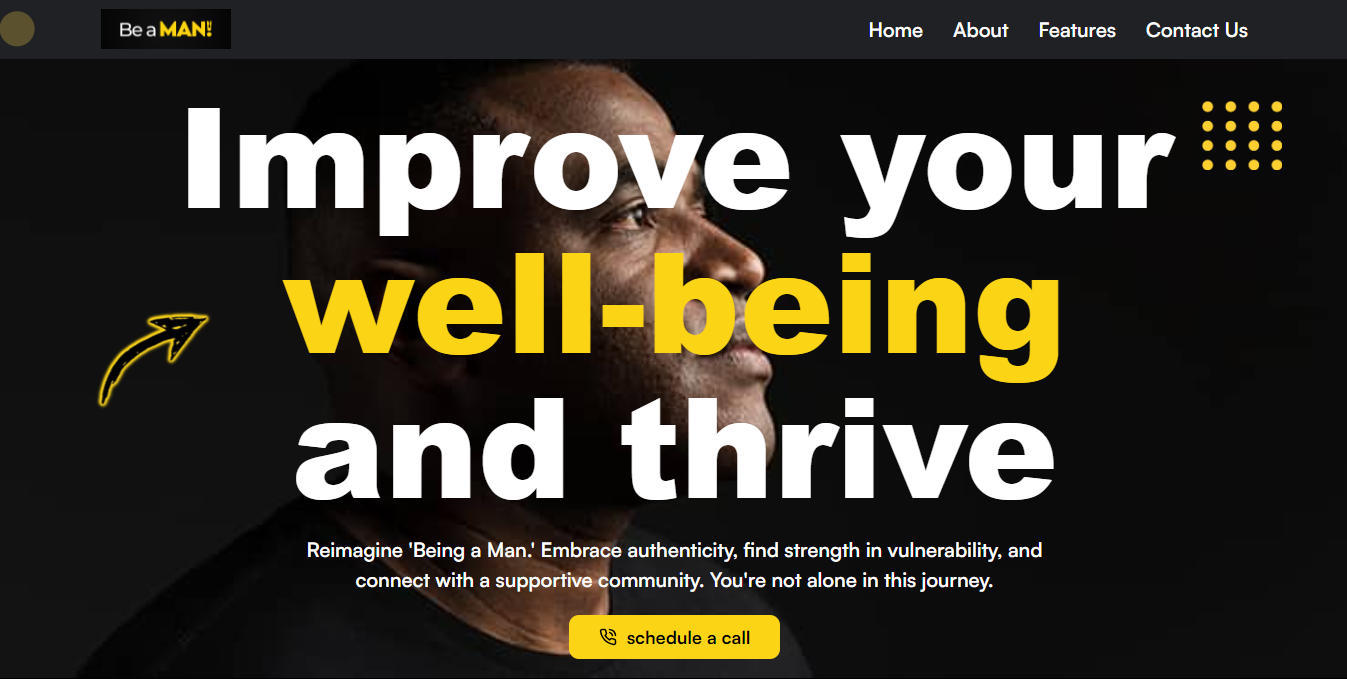 Be a MAN!
Home About Features Contact Us
Improve your
well-being
and thrive
Reimagine 'Being a Man.' Embrace authenticity, find strength in vulnerability, and
connect with a supportive community. You're not alone in this journey.
schedule a call